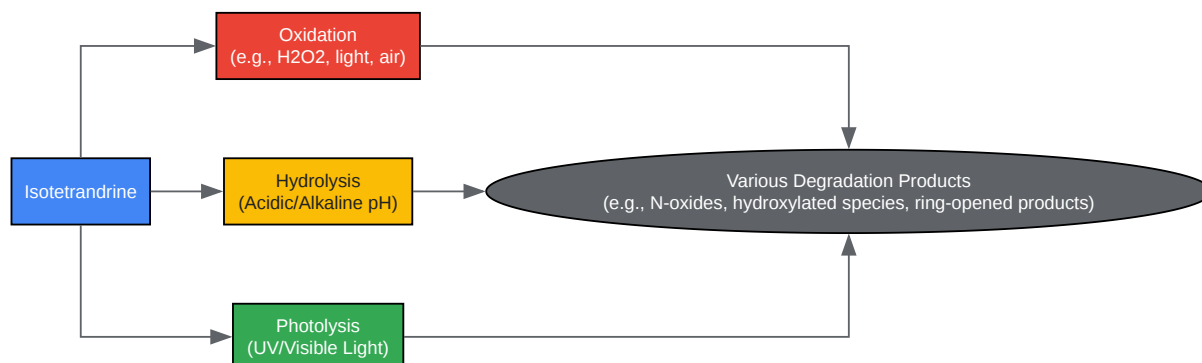 Oxidation
(e.g., H2O2, light, air)
Isotetrandrine
Hydrolysis
(Acidic/Alkaline pH)
Various Degradation Products
(e.g., N-oxides, hydroxylated species, ring-opened products)
Photolysis
(UV/Visible Light)